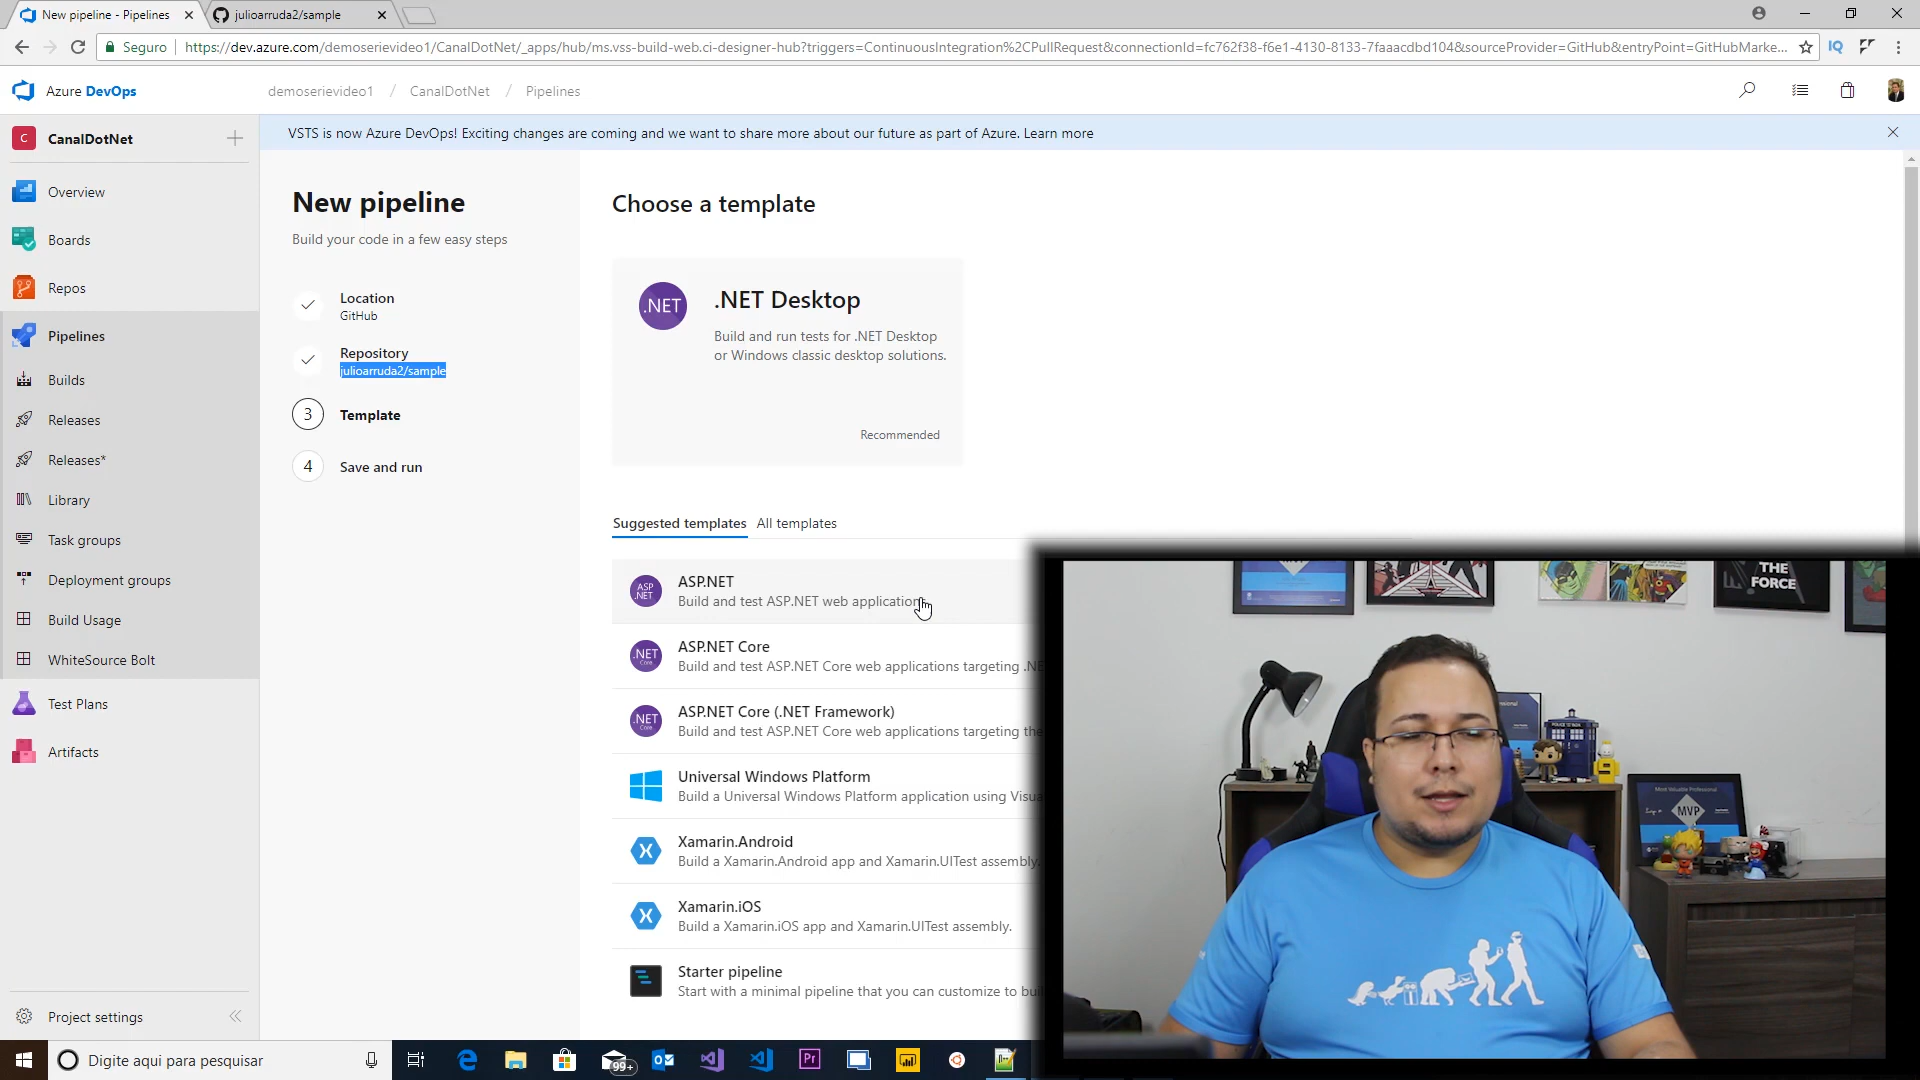 New pipeline - Pipelines
julioarruda2/sample
Seguro
https://dev.azure.com/demoserievideo1/CanalDotNet/_apps/hub/ms.vss-build-web.ci-designer-hub?triggers=ContinuousIntegration%2CPullRequest&connectionId=fc762f38-f6e1-4130-8133-7faaacdbd104&sourceProvider=GitHub&entryPoint=GitHubMarke...
Azure DevOps
demoserievideo1 / CanalDotNet / Pipelines
C
CanalDotNet
VSTS is now Azure DevOps! Exciting changes are coming and we want to share more about our future as part of Azure. Learn more
Overview
Boards
Repos
Pipelines
Builds
Releases
Releases*
Library
Task groups
Deployment groups
Build Usage
WhiteSource Bolt
Test Plans
Artifacts
Project settings
New pipeline
Build your code in a few easy steps
Location
GitHub
Repository
julioarruda2/sample
3 Template
4 Save and run
Choose a template
.NET
.NET Desktop
Build and run tests for .NET Desktop
or Windows classic desktop solutions.
Recommended
Suggested templates
All templates
ASP.NET
ASP.NET
Build and test ASP.NET web application
.NET Core
ASP.NET Core
Build and test ASP.NET Core web applications targeting .NE
.NET Core
ASP.NET Core (.NET Framework)
Build and test ASP.NET Core web applications targeting the
Universal Windows Platform
Build a Universal Windows Platform application using Visua
Xamarin.Android
Build a Xamarin.Android app and Xamarin.UITest assembly.
Xamarin.iOS
Build a Xamarin.iOS app and Xamarin.UITest assembly.
Starter pipeline
Start with a minimal pipeline that you can customize to bu
THE
FORCE
MVP
Digite aqui para pesquisar
99+
Pr